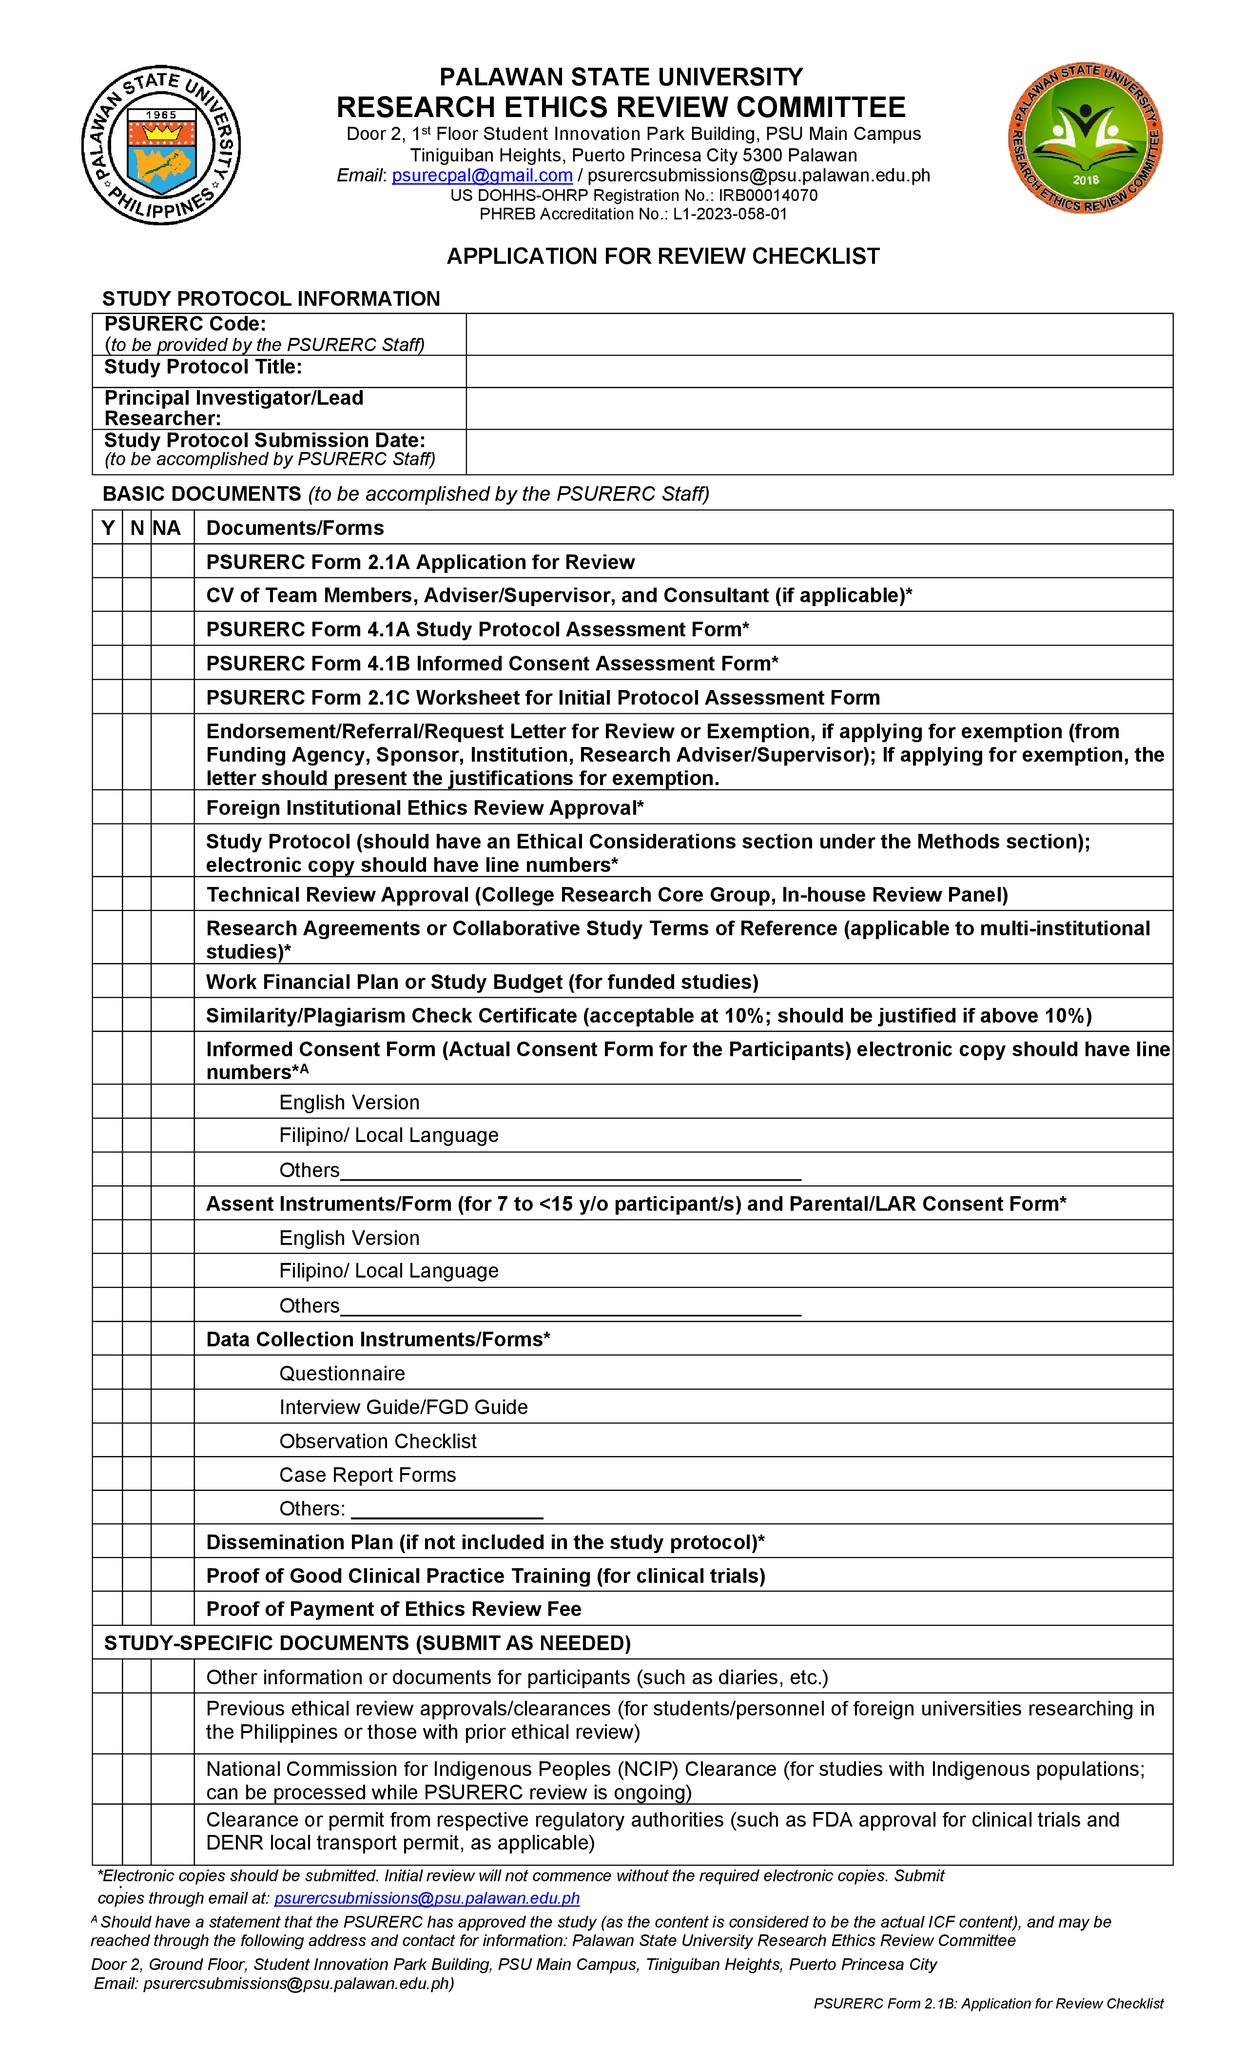 PALAWAN STATE UNIVERSITY
PHILIPPINES
1965
PALAWAN STATE UNIVERSITY
RESEARCH ETHICS REVIEW COMMITTEE
Door 2, 1st Floor Student Innovation Park Building, PSU Main Campus
Tiniguiban Heights, Puerto Princesa City 5300 Palawan
Email: psurecpal@gmail.com / psurercsubmissions@psu.palawan.edu.ph
US DOHHS-OHRP Registration No.: IRB00014070
PHREB Accreditation No.: L1-2023-058-01
PALAWAN STATE UNIVERSITY
RESEARCH ETHICS REVIEW COMMITTEE
2018
APPLICATION FOR REVIEW CHECKLIST
STUDY PROTOCOL INFORMATION
PSURERC Code:
(to be provided by the PSURERC Staff)
Study Protocol Title:
Principal Investigator/Lead
Researcher:
Study Protocol Submission Date:
(to be accomplished by PSURERC Staff)
BASIC DOCUMENTS (to be accomplished by the PSURERC Staff)
Y N NA Documents/Forms
PSURERC Form 2.1A Application for Review
CV of Team Members, Adviser/Supervisor, and Consultant (if applicable)*
PSURERC Form 4.1A Study Protocol Assessment Form*
PSURERC Form 4.1B Informed Consent Assessment Form*
PSURERC Form 2.1C Worksheet for Initial Protocol Assessment Form
Endorsement/Referral/Request Letter for Review or Exemption, if applying for exemption (from
Funding Agency, Sponsor, Institution, Research Adviser/Supervisor); If applying for exemption, the
letter should present the justifications for exemption.
Foreign Institutional Ethics Review Approval*
Study Protocol (should have an Ethical Considerations section under the Methods section);
electronic copy should have line numbers*
Technical Review Approval (College Research Core Group, In-house Review Panel)
Research Agreements or Collaborative Study Terms of Reference (applicable to multi-institutional
studies)*
Work Financial Plan or Study Budget (for funded studies)
Similarity/Plagiarism Check Certificate (acceptable at 10%; should be justified if above 10%)
Informed Consent Form (Actual Consent Form for the Participants) electronic copy should have line
numbers*A
English Version
Filipino/ Local Language
Others__________________________________________
Assent Instruments/Form (for 7 to <15 y/o participant/s) and Parental/LAR Consent Form*
English Version
Filipino/ Local Language
Others__________________________________________
Data Collection Instruments/Forms*
Questionnaire
Interview Guide/FGD Guide
Observation Checklist
Case Report Forms
Others: _________________
Dissemination Plan (if not included in the study protocol)*
Proof of Good Clinical Practice Training (for clinical trials)
Proof of Payment of Ethics Review Fee
STUDY-SPECIFIC DOCUMENTS (SUBMIT AS NEEDED)
Other information or documents for participants (such as diaries, etc.)
Previous ethical review approvals/clearances (for students/personnel of foreign universities researching in
the Philippines or those with prior ethical review)
National Commission for Indigenous Peoples (NCIP) Clearance (for studies with Indigenous populations;
can be processed while PSURERC review is ongoing)
Clearance or permit from respective regulatory authorities (such as FDA approval for clinical trials and
DENR local transport permit, as applicable)
*Electronic copies should be submitted. Initial review will not commence without the required electronic copies. Submit
copies through email at: psurercsubmissions@psu.palawan.edu.ph
A Should have a statement that the PSURERC has approved the study (as the content is considered to be the actual ICF content), and may be
reached through the following address and contact for information: Palawan State University Research Ethics Review Committee
Door 2, Ground Floor, Student Innovation Park Building, PSU Main Campus, Tiniguiban Heights, Puerto Princesa City
Email: psurercsubmissions@psu.palawan.edu.ph)
PSURERC Form 2.1B: Application for Review Checklist